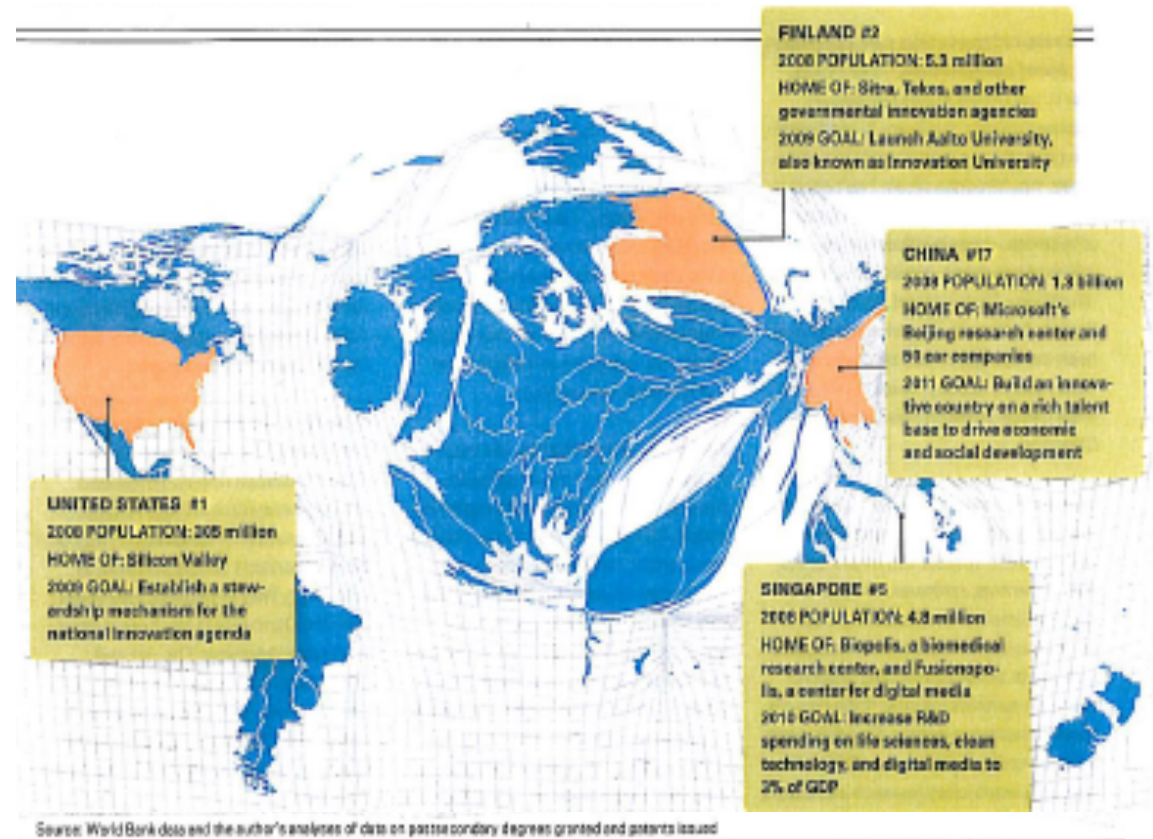 FINLAND #2
2008 POPULATION: 5.3 million
HOME OF: Sitra, Tekes, and other
governmental innovation agencies
2009 GOAL: Launch Aalto University,
also known as Innovation University
CHINA #17
2008 POPULATION: 1.3 billion
HOME OF: Microsoft's
Beijing research center and
50 car companies
2011 GOAL: Build an innova-
tive country on a rich talent
base to drive economic
and social development
UNITED STATES #1
2008 POPULATION: 305 million
HOME OF: Silicon Valley
2009 GOAL: Establish a stew-
ardship mechanism for the
national innovation agenda
SINGAPORE #5
2008 POPULATION: 4.8 million
HOME OF: Biopolis, a biomedical
research center, and Fusionopo-
lis, a center for digital media
2010 GOAL: Increase R&D
spending on life sciences, clean
technology, and digital media to
3% of GDP
Source: World Bank data and the author's analyses of data on postsecondary degrees granted and patents issued